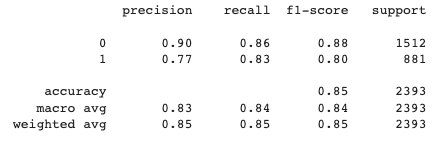 precision recall f1-score support
0 0.90 0.86 0.88 1512
1 0.77 0.83 0.80 881
accuracy 0.85 2393
macro avg 0.83 0.84 0.84 2393
weighted avg 0.85 0.85 0.85 2393